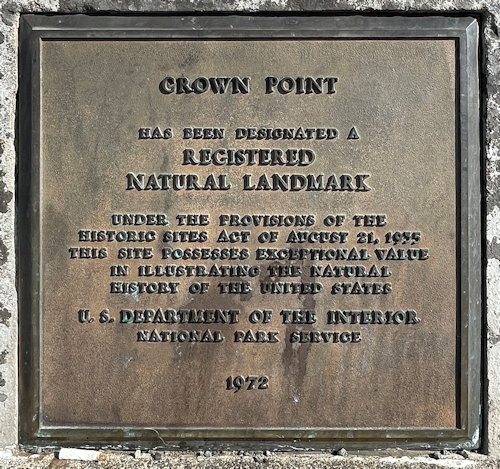 CROWN POINT
HAS BEEN DESIGNATED A
REGISTERED
NATURAL LANDMARK
UNDER THE PROVISIONS OF THE
HISTORIC SITES ACT OF AUGUST 21, 1935
THIS SITE POSSESSES EXCEPTIONAL VALUE
IN ILLUSTRATING THE NATURAL
HISTORY OF THE UNITED STATES
U. S. DEPARTMENT OF THE INTERIOR
NATIONAL PARK SERVICE
1972